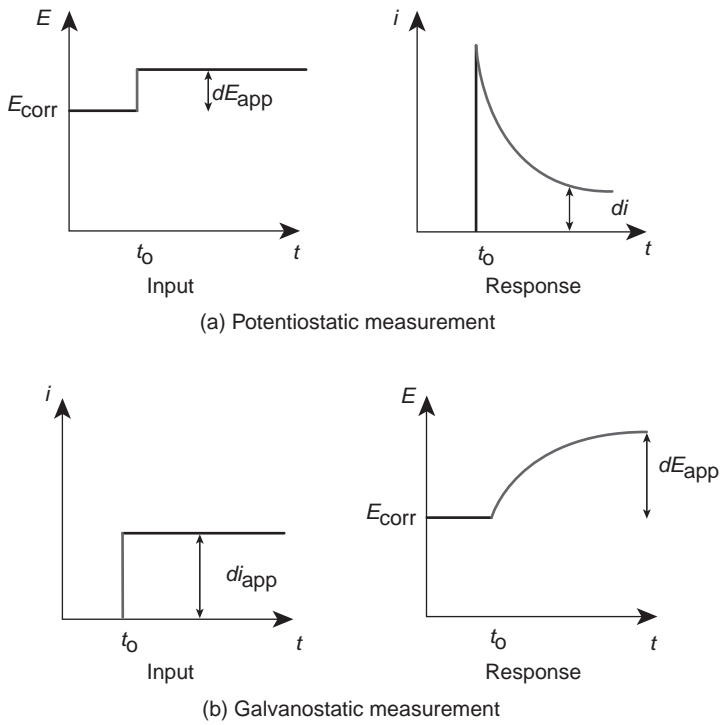 E
E_corr
dE_app
t_o
t
Input
i
di
t_o
t
Response
(a) Potentiostatic measurement
i
di_app
t_o
t
Input
E
E_corr
dE_app
t_o
t
Response
(b) Galvanostatic measurement